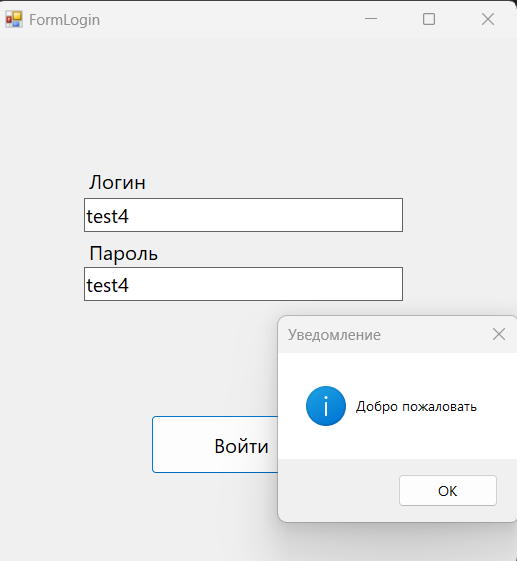 FormLogin
Логин
test4
Пароль
test4
Уведомление
Добро пожаловать
Войти
OK